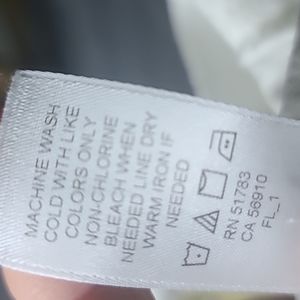 MACHINE WASH
COLD WITH LIKE
COLORS ONLY
NON-CHLORINE
BLEACH WHEN
NEEDED LINE DRY
WARM IRON IF
NEEDED
RN 51783
CA 56910
FL_1